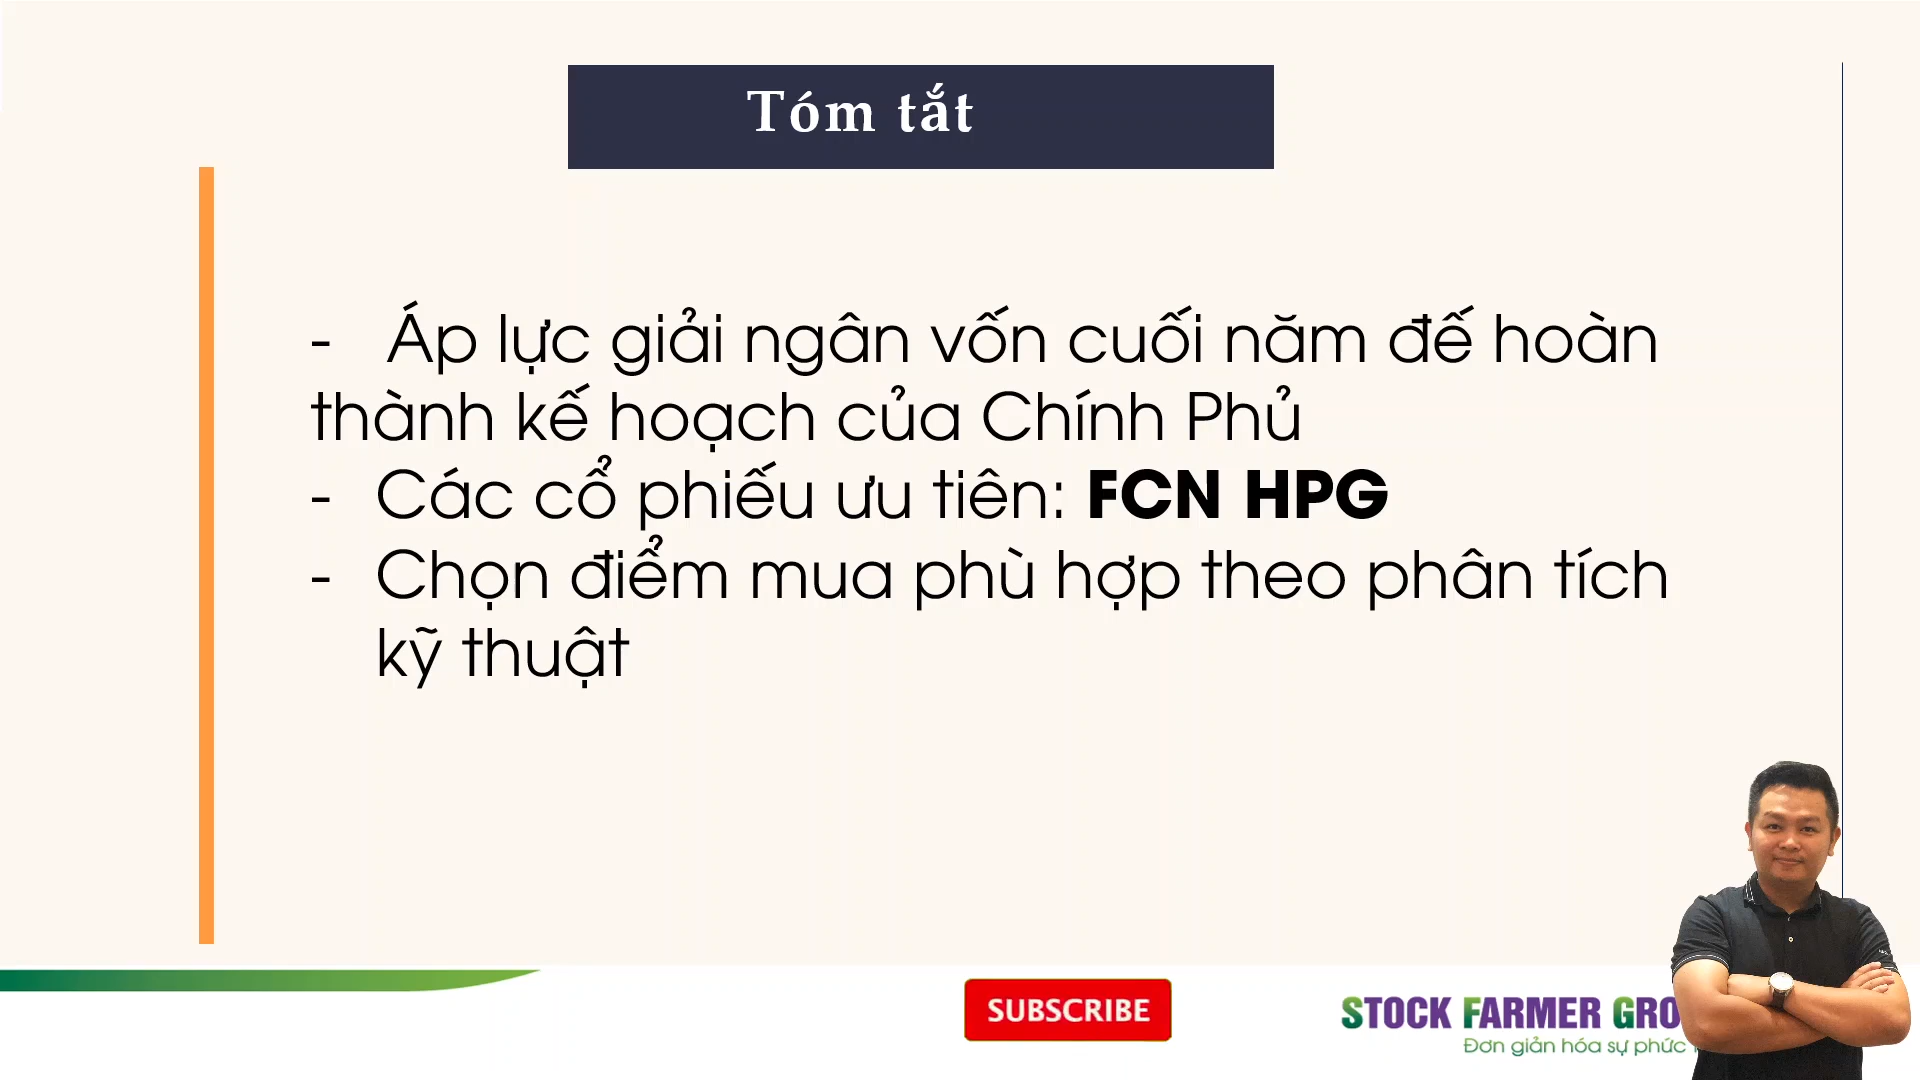 Tóm tắt
- Áp lực giải ngân vốn cuối năm đế hoàn
thành kế hoạch của Chính Phủ
- Các cổ phiếu ưu tiên: FCN HPG
- Chọn điểm mua phù hợp theo phân tích
kỹ thuật
SUBSCRIBE
STOCK FARMER GRO
Đơn giản hóa sự phức